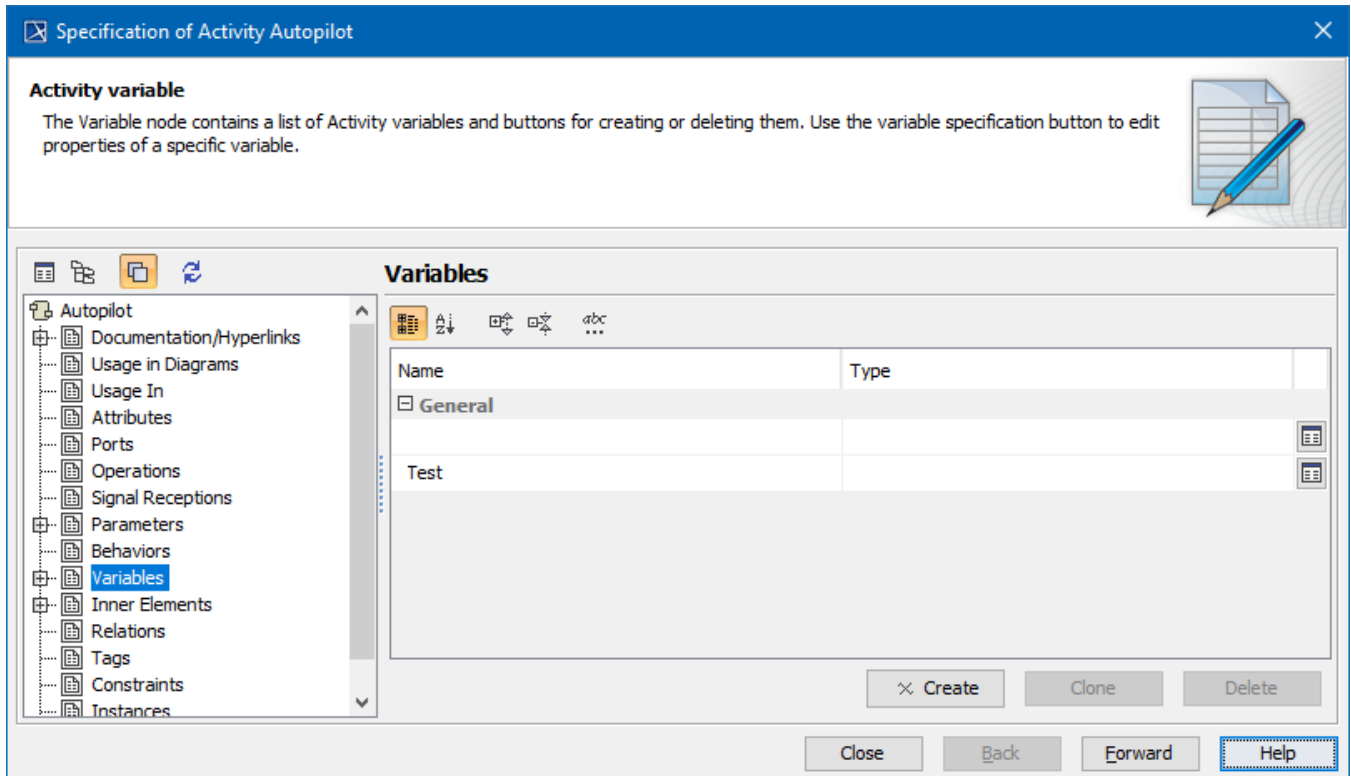 Specification of Activity Autopilot
Activity variable
The Variable node contains a list of Activity variables and buttons for creating or deleting them. Use the variable specification button to edit
properties of a specific variable.
Variables
Autopilot
Documentation/Hyperlinks
Usage in Diagrams
Usage In
Attributes
Ports
Operations
Signal Receptions
Parameters
Behaviors
Variables
Inner Elements
Relations
Tags
Constraints
Instances
A
Z
abc
Name Type
General
Test
Create Clone Delete
Close Back Forward Help